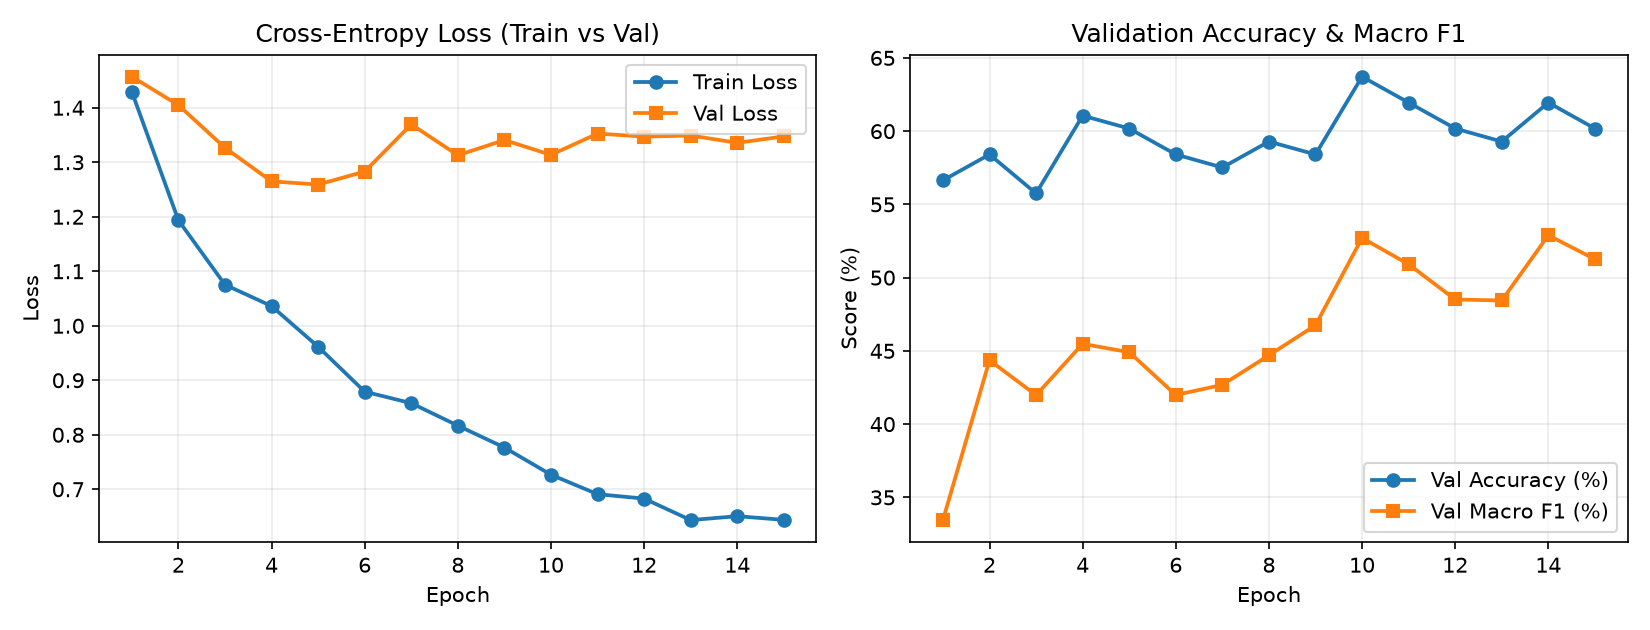 Cross-Entropy Loss (Train vs Val)
Train Loss
Val Loss
1.4
1.3
1.2
1.1
1.0
0.9
0.8
0.7
Loss
2 4 6 8 10 12 14
Epoch
Validation Accuracy & Macro F1
65
60
55
50
45
40
35
Score (%)
Val Accuracy (%)
Val Macro F1 (%)
2 4 6 8 10 12 14
Epoch